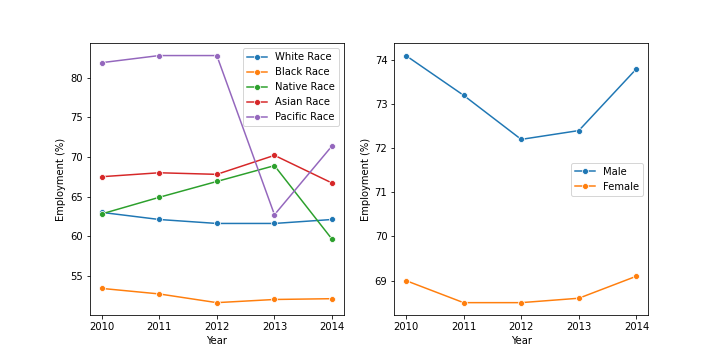 Employment (%)
80
75
70
65
60
55
2010
2011
2012
2013
2014
Year
White Race
Black Race
Native Race
Asian Race
Pacific Race
Employment (%)
74
73
72
71
70
69
2010
2011
2012
2013
2014
Year
Male
Female